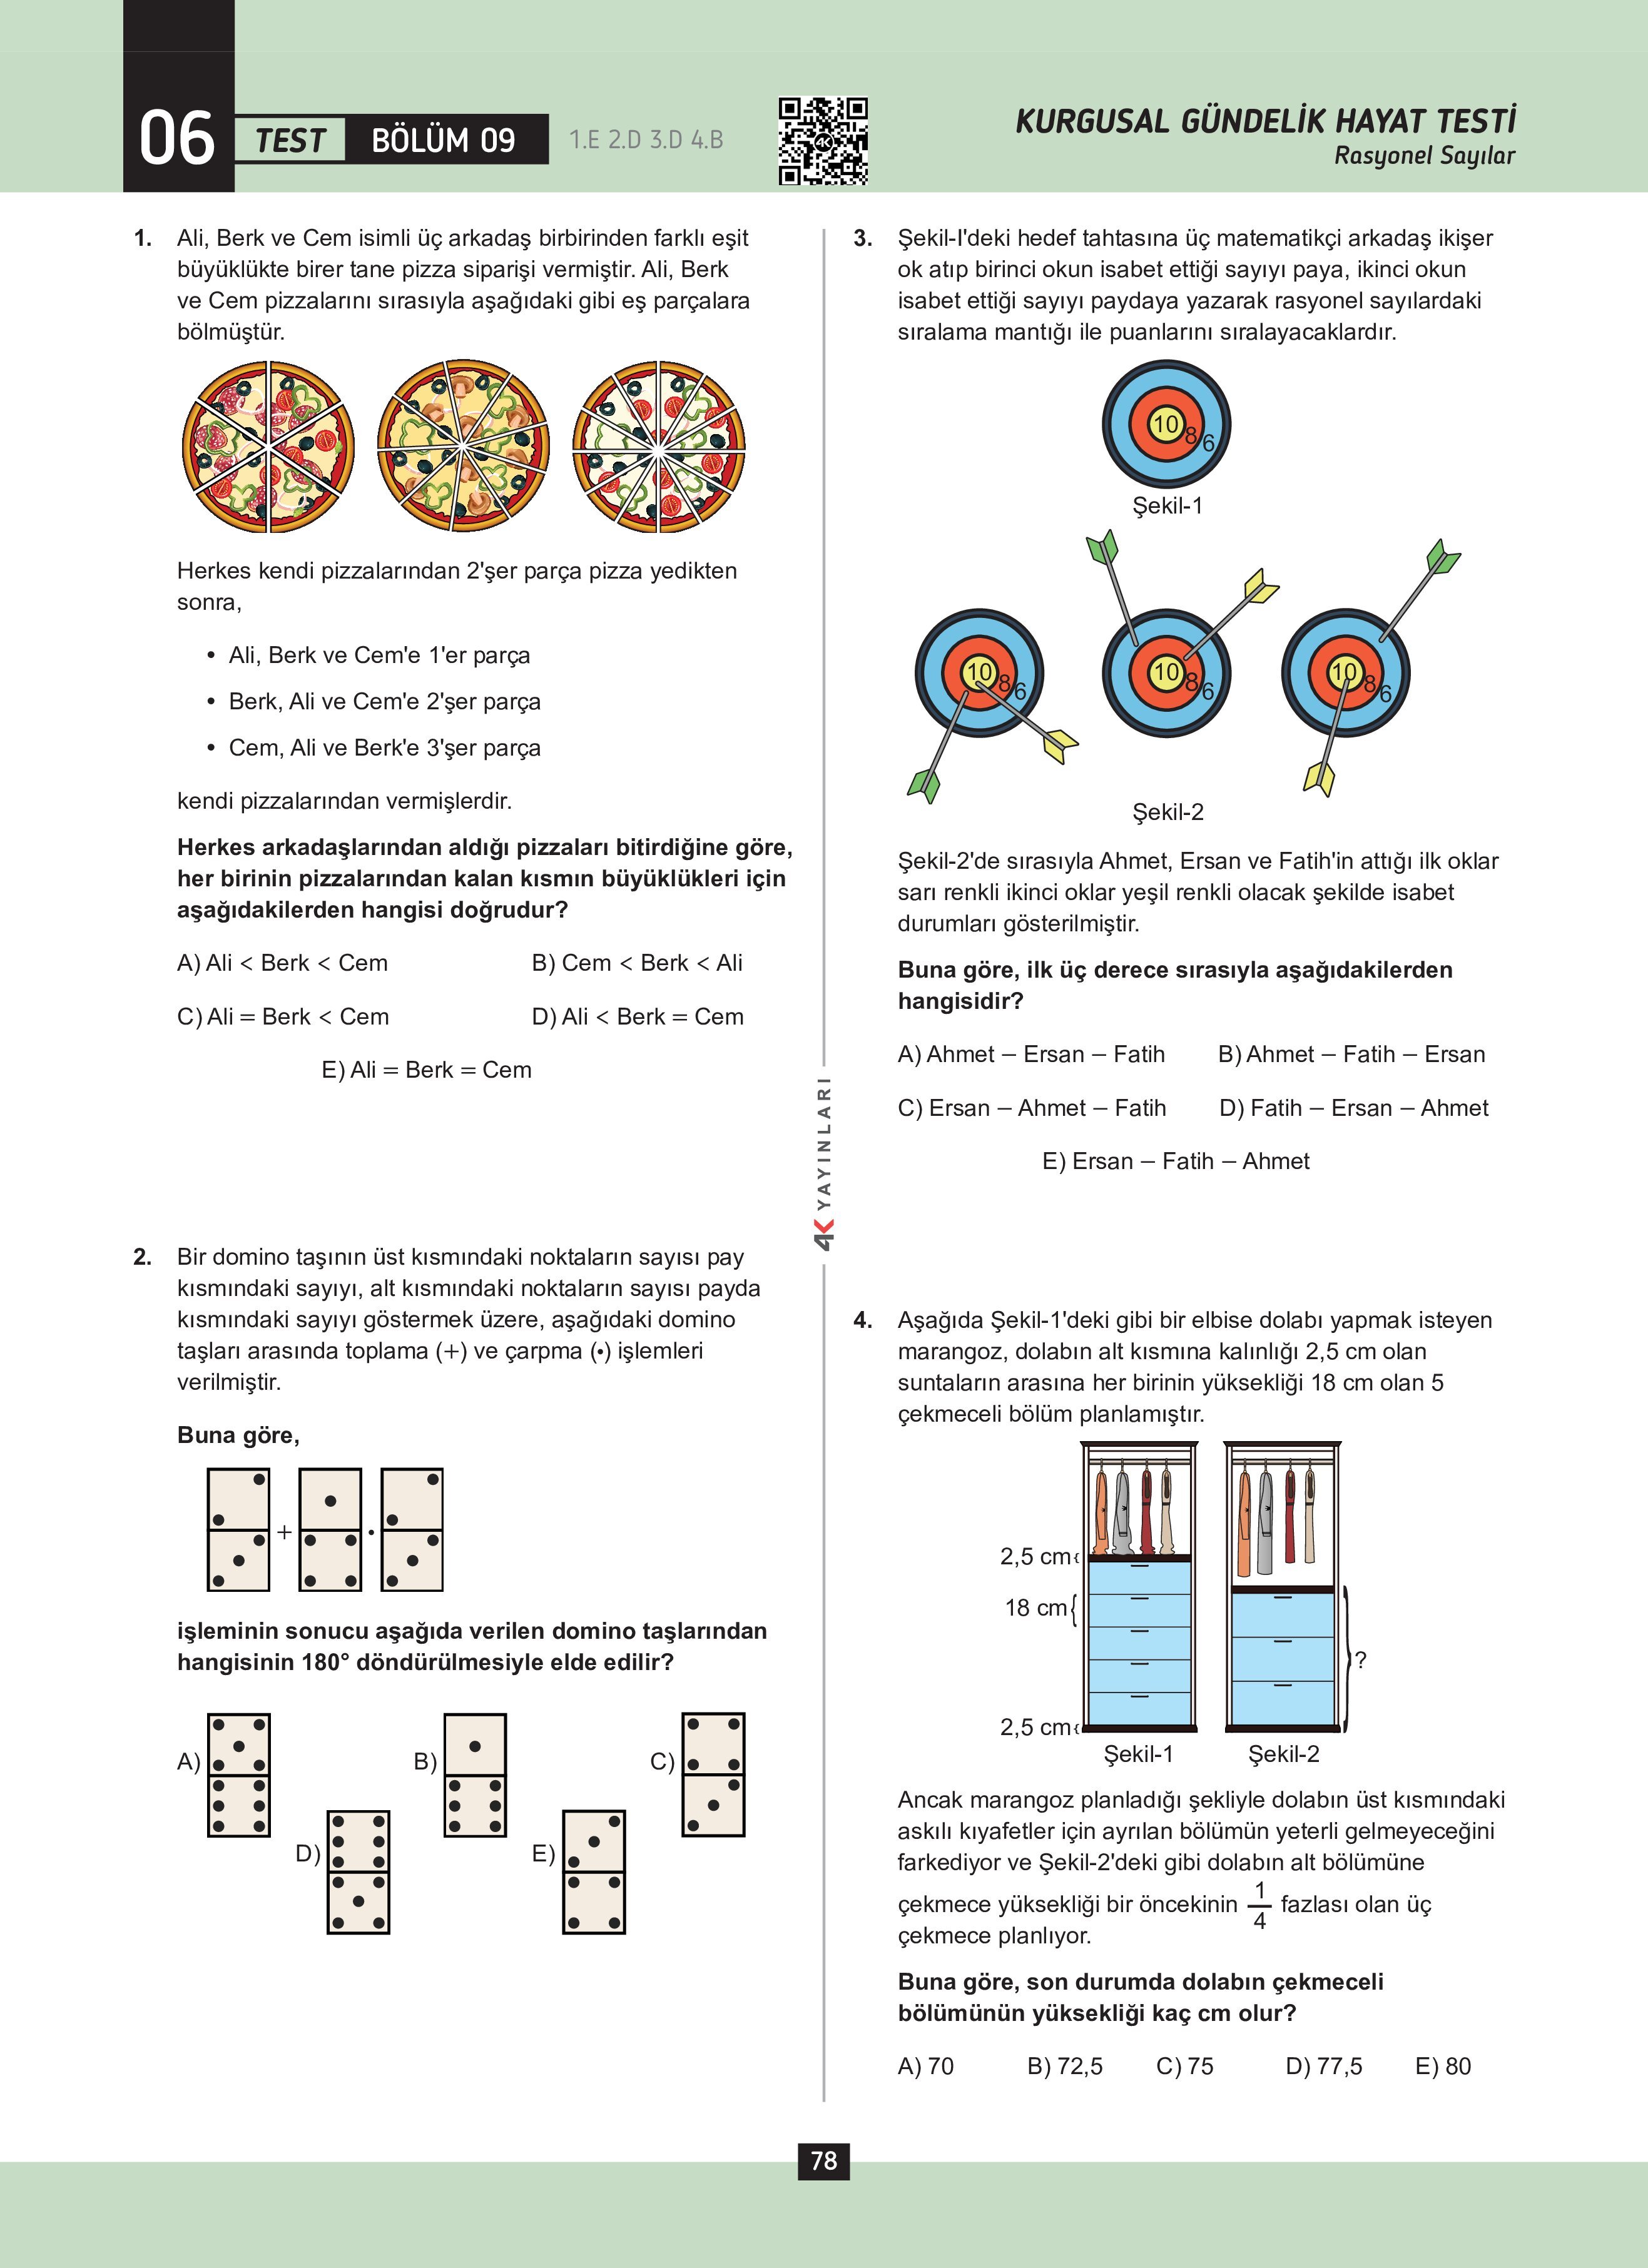 06
TEST
BÖLÜM 09
1.E 2.D 3.D 4.B
4K
KURGUSAL GÜNDELİK HAYAT TESTİ
Rasyonel Sayılar
1. Ali, Berk ve Cem isimli üç arkadaş birbirinden farklı eşit
büyüklükte birer tane pizza siparişi vermiştir. Ali, Berk
ve Cem pizzalarını sırasıyla aşağıdaki gibi eş parçalara
bölmüştür.
Herkes kendi pizzalarından 2'şer parça pizza yedikten
sonra,
• Ali, Berk ve Cem'e 1'er parça
• Berk, Ali ve Cem'e 2'şer parça
• Cem, Ali ve Berk'e 3'şer parça
kendi pizzalarından vermişlerdir.
Herkes arkadaşlarından aldığı pizzaları bitirdiğine göre,
her birinin pizzalarından kalan kısmın büyüklükleri için
aşağıdakilerden hangisi doğrudur?
A) Ali < Berk < Cem
B) Cem < Berk < Ali
C) Ali = Berk < Cem
D) Ali < Berk = Cem
E) Ali = Berk = Cem
2. Bir domino taşının üst kısmındaki noktaların sayısı pay
kısmındaki sayıyı, alt kısmındaki noktaların sayısı payda
kısmındaki sayıyı göstermek üzere, aşağıdaki domino
taşları arasında toplama (+) ve çarpma (•) işlemleri
verilmiştir.
Buna göre,
+ •
işleminin sonucu aşağıda verilen domino taşlarından
hangisinin 180° döndürülmesiyle elde edilir?
A)
B)
C)
D)
E)
4K YAYINLARI
3. Şekil-I'deki hedef tahtasına üç matematikçi arkadaş ikişer
ok atıp birinci okun isabet ettiği sayıyı paya, ikinci okun
isabet ettiği sayıyı paydaya yazarak rasyonel sayılardaki
sıralama mantığı ile puanlarını sıralayacaklardır.
10 8 6
Şekil-1
10 8 6
10 8 6
10 8 6
Şekil-2
Şekil-2'de sırasıyla Ahmet, Ersan ve Fatih'in attığı ilk oklar
sarı renkli ikinci oklar yeşil renkli olacak şekilde isabet
durumları gösterilmiştir.
Buna göre, ilk üç derece sırasıyla aşağıdakilerden
hangisidir?
A) Ahmet – Ersan – Fatih
B) Ahmet – Fatih – Ersan
C) Ersan – Ahmet – Fatih
D) Fatih – Ersan – Ahmet
E) Ersan – Fatih – Ahmet
4. Aşağıda Şekil-1'deki gibi bir elbise dolabı yapmak isteyen
marangoz, dolabın alt kısmına kalınlığı 2,5 cm olan
suntaların arasına her birinin yüksekliği 18 cm olan 5
çekmeceli bölüm planlamıştır.
2,5 cm
18 cm
?
2,5 cm
Şekil-1
Şekil-2
Ancak marangoz planladığı şekliyle dolabın üst kısmındaki
askılı kıyafetler için ayrılan bölümün yeterli gelmeyeceğini
farkediyor ve Şekil-2'deki gibi dolabın alt bölümüne
çekmece yüksekliği bir öncekinin 1/4 fazlası olan üç
çekmece planlıyor.
Buna göre, son durumda dolabın çekmeceli
bölümünün yüksekliği kaç cm olur?
A) 70
B) 72,5
C) 75
D) 77,5
E) 80
78